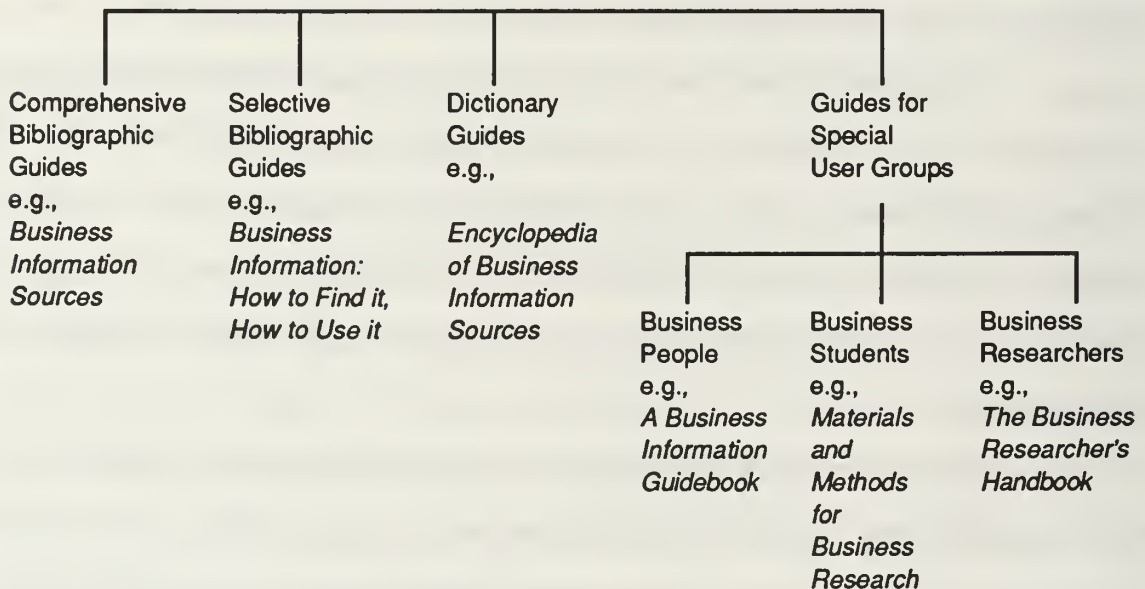 Comprehensive
Bibliographic
Guides
e.g.,
Business
Information
Sources
Selective
Bibliographic
Guides
e.g.,
Business
Information:
How to Find it,
How to Use it
Dictionary
Guides
e.g.,
Encyclopedia
of Business
Information
Sources
Guides for
Special
User Groups
Business
People
e.g.,
A Business
Information
Guidebook
Business
Students
e.g.,
Materials
and
Methods
for
Business
Research
Business
Researchers
e.g.,
The Business
Researcher's
Handbook